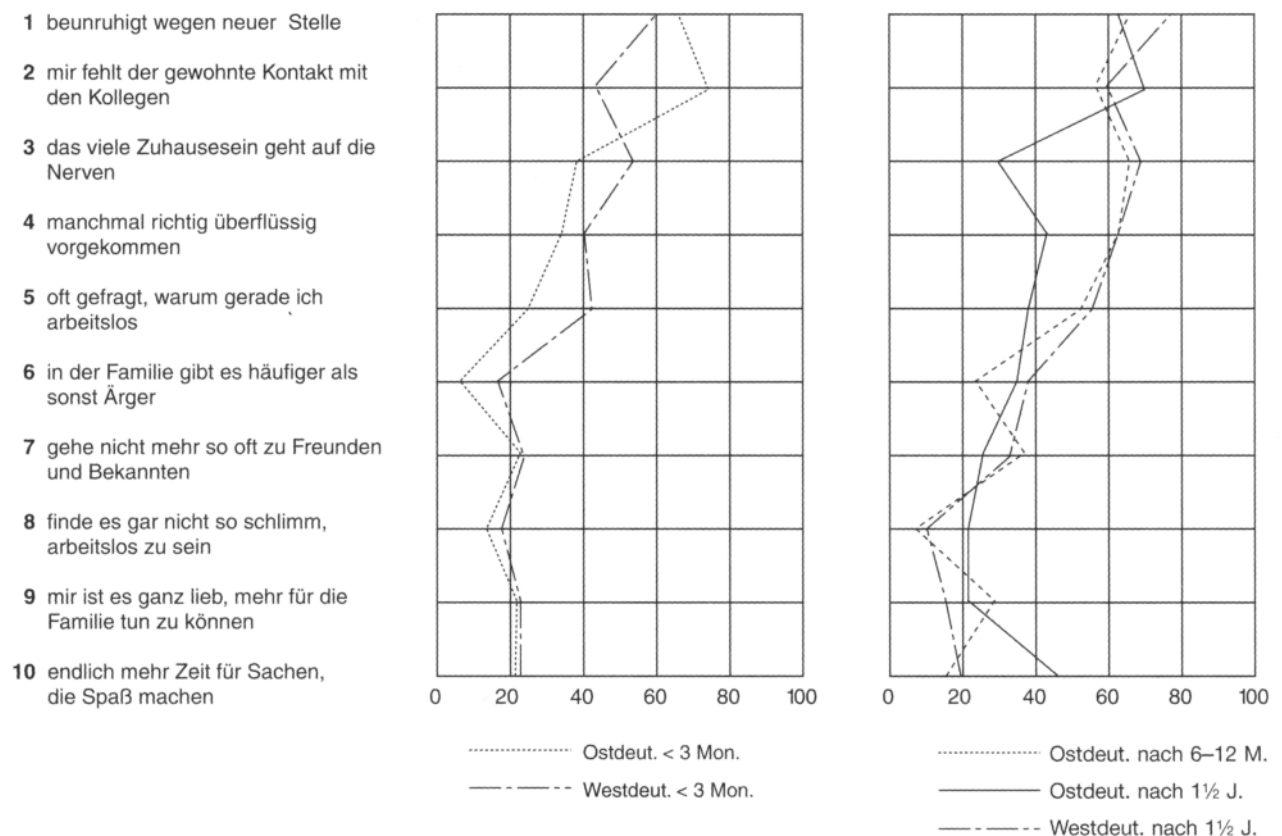 1 beunruhigt wegen neuer Stelle
2 mir fehlt der gewohnte Kontakt mit
den Kollegen
3 das viele Zuhausesein geht auf die
Nerven
4 manchmal richtig überflüssig
vorgekommen
5 oft gefragt, warum gerade ich
arbeitslos
6 in der Familie gibt es häufiger als
sonst Ärger
7 gehe nicht mehr so oft zu Freunden
und Bekannten
8 finde es gar nicht so schlimm,
arbeitslos zu sein
9 mir ist es ganz lieb, mehr für die
Familie tun zu können
10 endlich mehr Zeit für Sachen,
die Spaß machen
0 20 40 60 80 100
Ostdeut. < 3 Mon.
Westdeut. < 3 Mon.
0 20 40 60 80 100
Ostdeut. nach 6–12 M.
Ostdeut. nach 1½ J.
Westdeut. nach 1½ J.